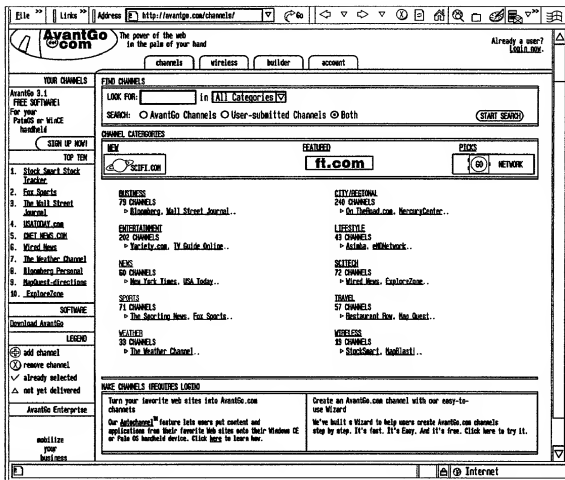 File
Links
Address http://avantgo.com/channels/
Go
AvantGo
.com
The power of the web
in the palm of your hand
Already a user?
Login now.
channels
wireless
builder
account
YOUR CHANNELS
AvantGo 3.1
FREE SOFTWARE!
For your
PalmOS or WinCE
handheld
SIGN UP NOW!
TOP TEN
1. Stock Smart Stock
Tracker
2. Fox Sports
3. The Wall Street
Journal
4. USATODAY.com
5. CNET NEWS.COM
6. Wired News
7. The Weather Channel
8. Bloomberg Personal
9. MapQuest-directions
10. ExploreZone
SOFTWARE
Download AvantGo
LEGEND
add channel
remove channel
already selected
not yet delivered
AvantGo Enterprise
mobilize
your
business
FIND CHANNELS
LOOK FOR: in All Categories
SEARCH: AvantGo Channels User-submitted Channels Both
START SEARCH
CHANNEL CATERGORIES
NEW
FEATURED
PICKS
SCIFI.COM
ft.com
GO NETWORK
BUSINESS
79 CHANNELS
Bloomberg, Wall Street Journal..
ENTERTAINMENT
202 CHANNELS
Variety.com, TV Guide Online..
NEWS
60 CHANNELS
New York Times, USA Today..
SPORTS
71 CHANNELS
The Sporting News, Fox Sports..
WEATHER
33 CHANNELS
The Weather Channel..
CITY/REGIONAL
240 CHANNELS
On TheRoad.com, MercuryCenter..
LIFESTYLE
43 CHANNELS
Asimba, eMDNetwork..
SCITECH
72 CHANNELS
Wired News, ExploreZone..
TRAVEL
57 CHANNELS
Restaurant Row, Map Quest..
WIRELESS
19 CHANNELS
StockSmart, MapBlast!..
MAKE CHANNELS (REQUIRES LOGIN)
Turn your favorite web sites into AvantGo.com
channels
Our Autochannel™ feature lets users put content and
applications from their favorite Web sites onto their Windows CE
or Palm OS handheld device. Click here to learn how.
Create an AvantGo.com channel with our easy-to-
use Wizard
We've built a Wizard to help users create AvantGo.com channels
step by step. It's fast. It's Easy. And it's free. Click here to try it.
Internet